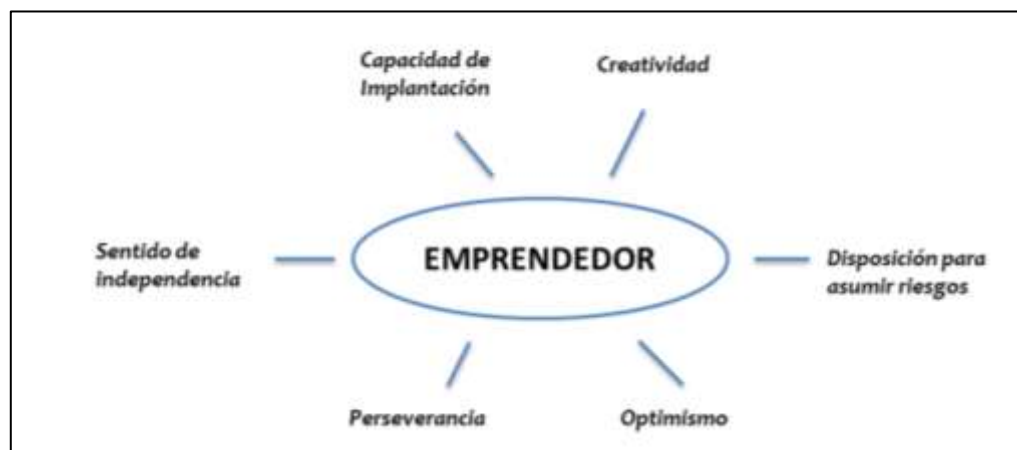 Capacidad de
Implantación
Creatividad
Sentido de
independencia
EMPRENDEDOR
Disposición para
asumir riesgos
Perseverancia
Optimismo